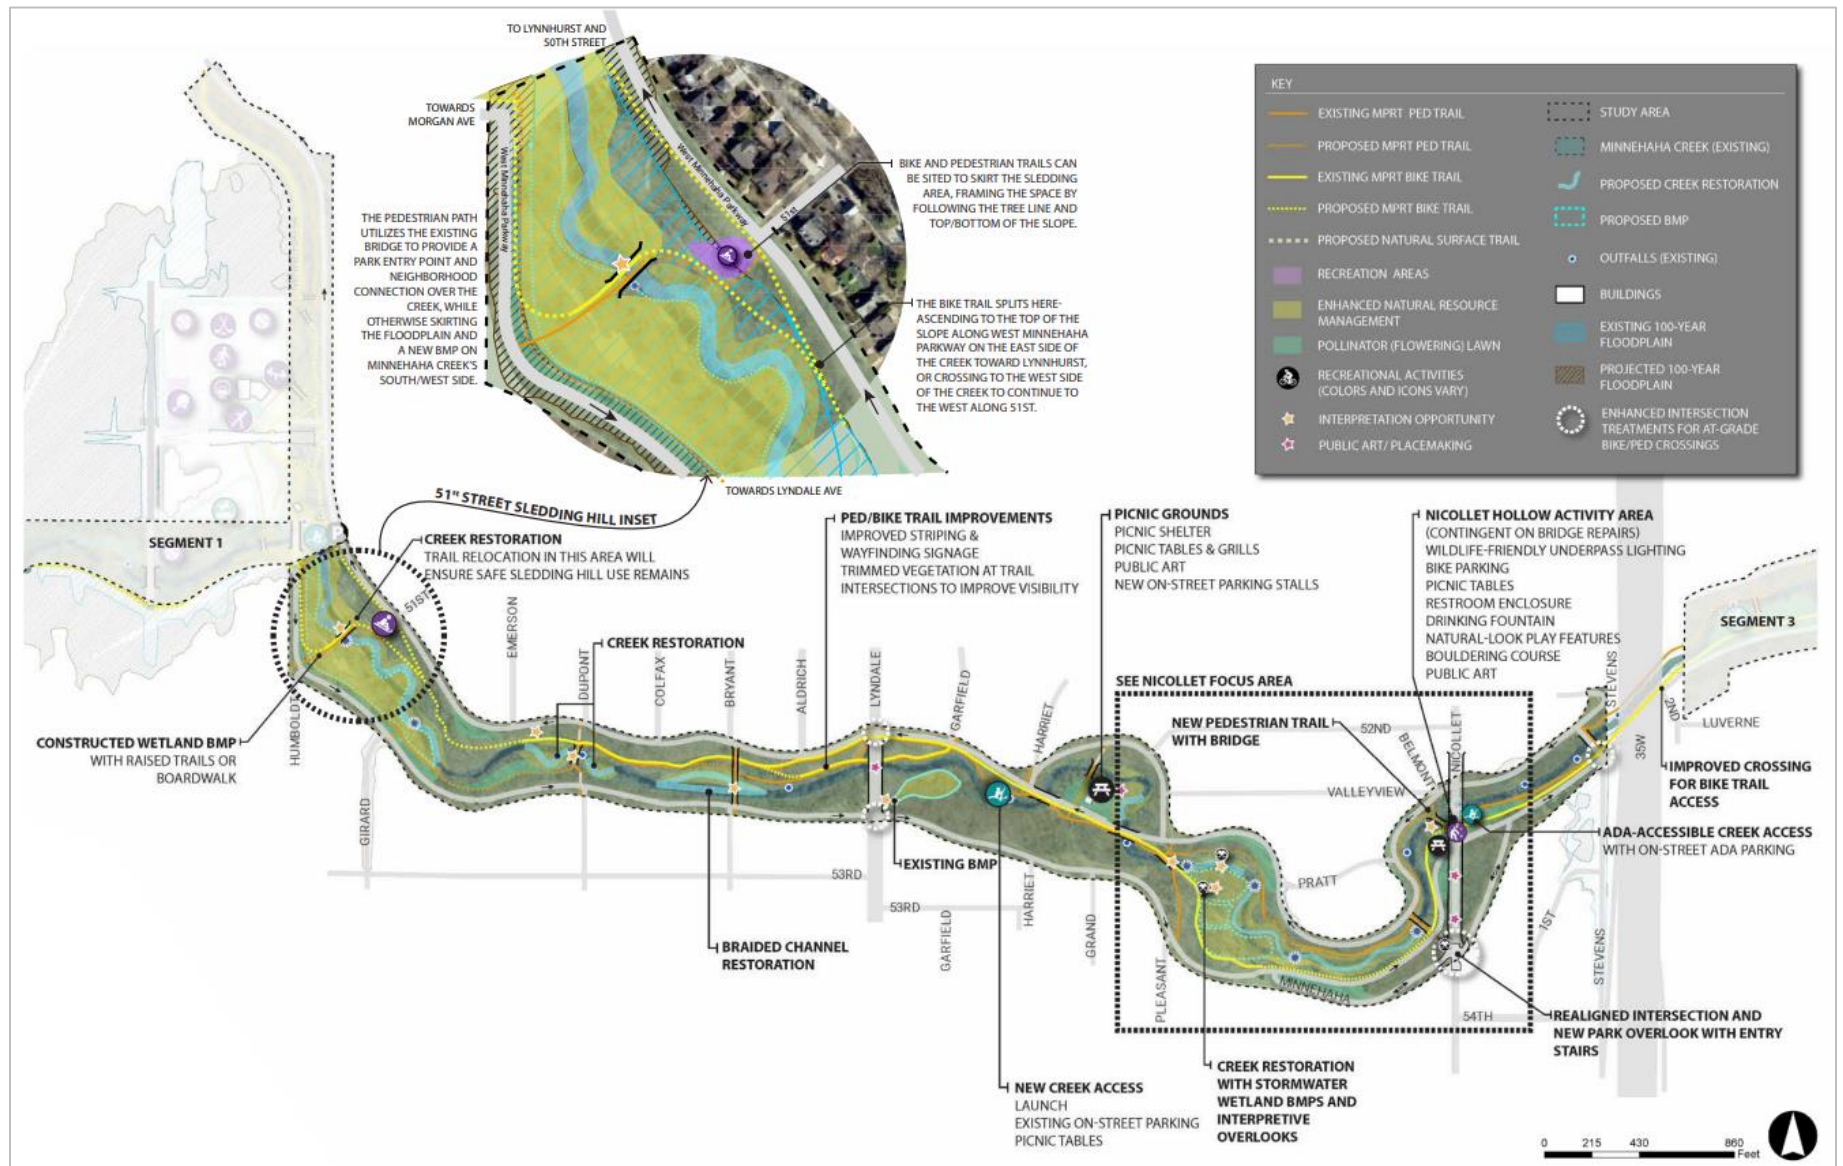 TO LYNNHURST AND
50TH STREET
TOWARDS
MORGAN AVE
West Minnehaha Parkway
West Minnehaha Parkway
51st
BIKE AND PEDESTRIAN TRAILS CAN
BE SITED TO SKIRT THE SLEDDING
AREA, FRAMING THE SPACE BY
FOLLOWING THE TREE LINE AND
TOP/BOTTOM OF THE SLOPE.
THE PEDESTRIAN PATH
UTILIZES THE EXISTING
BRIDGE TO PROVIDE A
PARK ENTRY POINT AND
NEIGHBORHOOD
CONNECTION OVER THE
CREEK, WHILE
OTHERWISE SKIRTING
THE FLOODPLAIN AND
A NEW BMP ON
MINNEHAHA CREEK'S
SOUTH/WEST SIDE.
THE BIKE TRAIL SPLITS HERE-
ASCENDING TO THE TOP OF THE
SLOPE ALONG WEST MINNEHAHA
PARKWAY ON THE EAST SIDE OF
THE CREEK TOWARD LYNNHURST,
OR CROSSING TO THE WEST SIDE
OF THE CREEK TO CONTINUE TO
THE WEST ALONG 51ST.
TOWARDS LYNDALE AVE
KEY
EXISTING MPRT PED TRAIL
PROPOSED MPRT PED TRAIL
EXISTING MPRT BIKE TRAIL
PROPOSED MPRT BIKE TRAIL
PROPOSED NATURAL SURFACE TRAIL
RECREATION AREAS
ENHANCED NATURAL RESOURCE
MANAGEMENT
POLLINATOR (FLOWERING) LAWN
RECREATIONAL ACTIVITIES
(COLORS AND ICONS VARY)
INTERPRETATION OPPORTUNITY
PUBLIC ART/ PLACEMAKING
STUDY AREA
MINNEHAHA CREEK (EXISTING)
PROPOSED CREEK RESTORATION
PROPOSED BMP
OUTFALLS (EXISTING)
BUILDINGS
EXISTING 100-YEAR
FLOODPLAIN
PROJECTED 100-YEAR
FLOODPLAIN
ENHANCED INTERSECTION
TREATMENTS FOR AT-GRADE
BIKE/PED CROSSINGS
51ST STREET SLEDDING HILL INSET
SEGMENT 1
P
CREEK RESTORATION
TRAIL RELOCATION IN THIS AREA WILL
ENSURE SAFE SLEDDING HILL USE REMAINS
51ST
PED/BIKE TRAIL IMPROVEMENTS
IMPROVED STRIPING &
WAYFINDING SIGNAGE
TRIMMED VEGETATION AT TRAIL
INTERSECTIONS TO IMPROVE VISIBILITY
PICNIC GROUNDS
PICNIC SHELTER
PICNIC TABLES & GRILLS
PUBLIC ART
NEW ON-STREET PARKING STALLS
NICOLLET HOLLOW ACTIVITY AREA
(CONTINGENT ON BRIDGE REPAIRS)
WILDLIFE-FRIENDLY UNDERPASS LIGHTING
BIKE PARKING
PICNIC TABLES
RESTROOM ENCLOSURE
DRINKING FOUNTAIN
NATURAL-LOOK PLAY FEATURES
BOULDERING COURSE
PUBLIC ART
SEGMENT 3
CREEK RESTORATION
EMERSON
DUPONT
COLFAX
BRYANT
ALDRICH
LYNDALE
GARFIELD
HARRIET
SEE NICOLLET FOCUS AREA
NEW PEDESTRIAN TRAIL
WITH BRIDGE
52ND
BELMONT
NICOLLET
STEVENS
2ND
LUVERNE
35W
CONSTRUCTED WETLAND BMP
WITH RAISED TRAILS OR
BOARDWALK
HUMBOLDT
GIRARD
VALLEYVIEW
IMPROVED CROSSING
FOR BIKE TRAIL
ACCESS
ADA-ACCESSIBLE CREEK ACCESS
WITH ON-STREET ADA PARKING
EXISTING BMP
53RD
53RD
PRATT
HARRIET
GARFIELD
GRAND
PLEASANT
1ST
STEVENS
BRAIDED CHANNEL
RESTORATION
MINNEHAHA
54TH
REALIGNED INTERSECTION AND
NEW PARK OVERLOOK WITH ENTRY
STAIRS
NEW CREEK ACCESS
LAUNCH
EXISTING ON-STREET PARKING
PICNIC TABLES
CREEK RESTORATION
WITH STORMWATER
WETLAND BMPS AND
INTERPRETIVE
OVERLOOKS
0 215 430 860
Feet